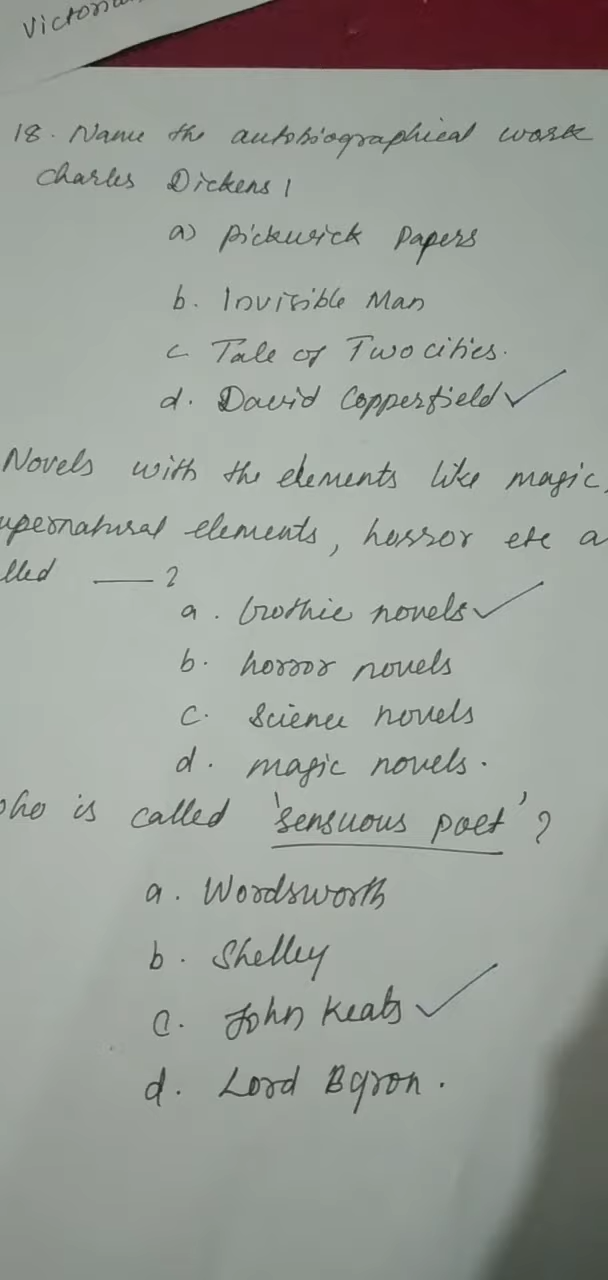 Victoria
18. Name the autobiographical work
Charles Dickens !
a) Pickwick Papers
b. Invisible Man
c Tale of Two cities.
d. David Copperfield ✓
Novels with the elements like magic,
upernatural elements, horror etc a
lled ___ ?
a. Grothic novels ✓
b. horror novels
c. Science novels
d. magic novels.
ho is called 'sensuous poet'?
a. Wordsworth
b. Shelley
c. John Keats ✓
d. Lord Byron.